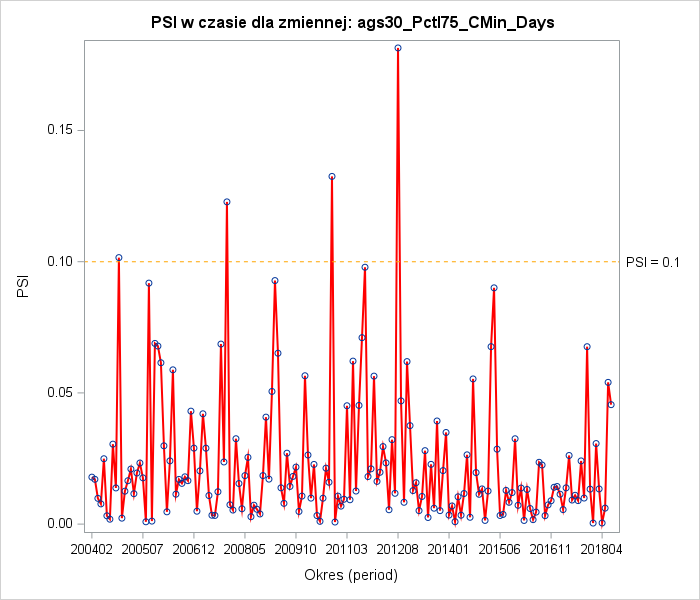 PSI w czasie dla zmiennej: ags30_Pctl75_CMin_Days
0.15
0.10
PSI = 0.1
PSI
0.05
0.00
200402 200507 200612 200805 200910 201103 201208 201401 201506 201611 201804
Okres (period)